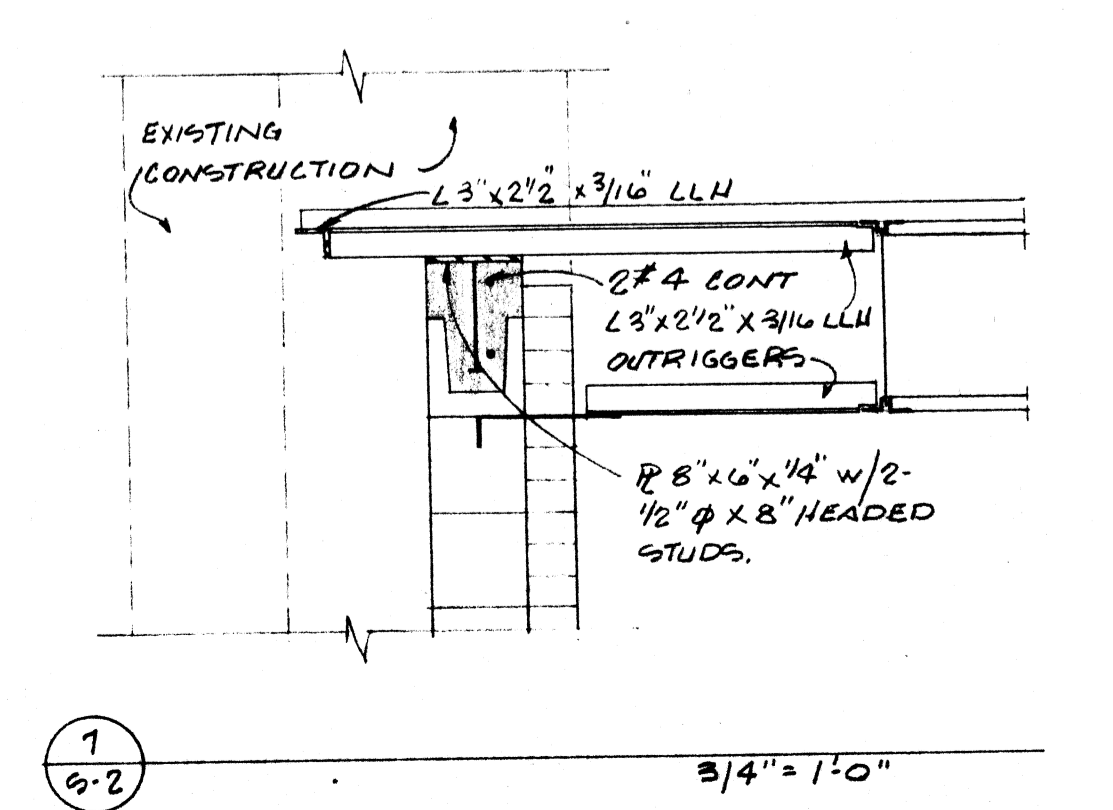 EXISTING
CONSTRUCTION
L 3"x2½"x3/16" LLH
2#4 CONT
L 3"x2½"x3/16 LLH
OUTRIGGERS
PL 8"x6"x1/4" W/2-
1/2" φ x 8" HEADED
STUDS.
7
S-2
3/4" = 1'-0"